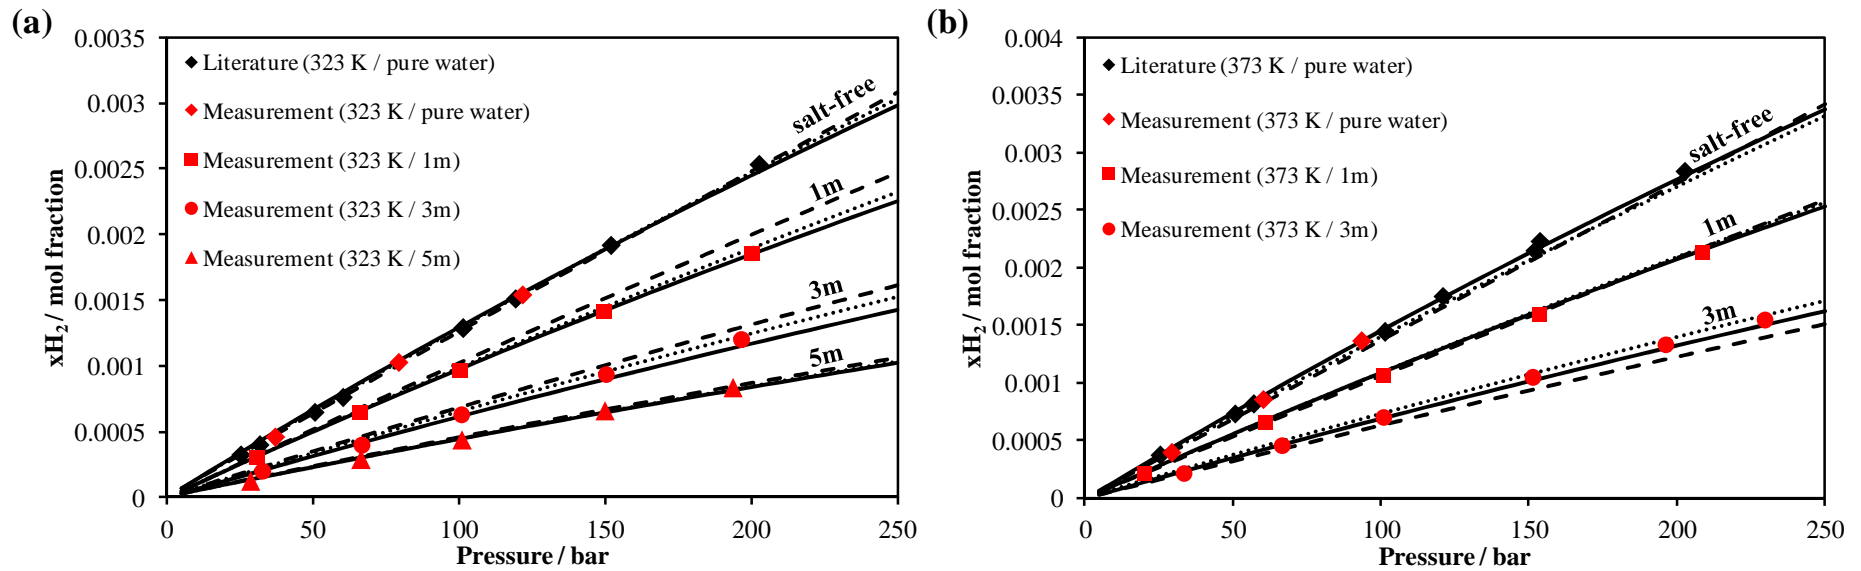 (a)
0.0035
0.003
0.0025
0.002
0.0015
0.001
0.0005
0
xH₂ / mol fraction
Literature (323 K / pure water)
Measurement (323 K / pure water)
Measurement (323 K / 1m)
Measurement (323 K / 3m)
Measurement (323 K / 5m)
salt-free
1m
3m
5m
0 50 100 150 200 250
Pressure / bar
(b)
0.004
0.0035
0.003
0.0025
0.002
0.0015
0.001
0.0005
0
xH₂ / mol fraction
Literature (373 K / pure water)
Measurement (373 K / pure water)
Measurement (373 K / 1m)
Measurement (373 K / 3m)
salt-free
1m
3m
0 50 100 150 200 250
Pressure / bar